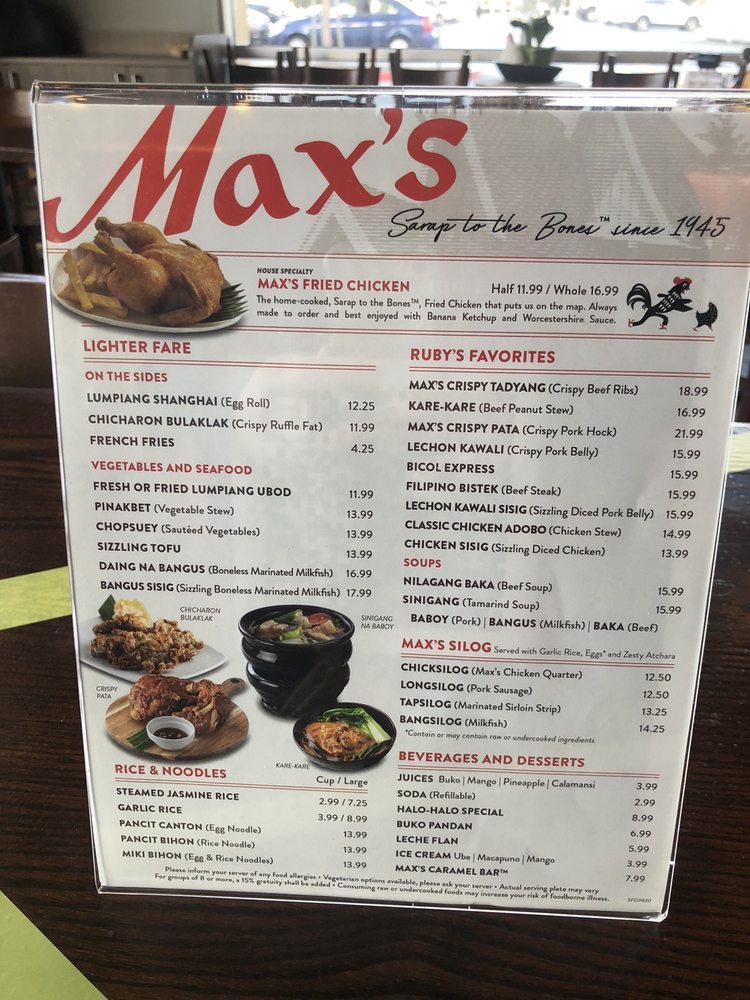 Max's
Sarap to the Bones™ since 1945
HOUSE SPECIALTY
MAX'S FRIED CHICKEN Half 11.99 / Whole 16.99
The home-cooked, Sarap to the Bones™, Fried Chicken that puts us on the map. Always
made to order and best enjoyed with Banana Ketchup and Worcestershire Sauce.
LIGHTER FARE
ON THE SIDES
LUMPIANG SHANGHAI (Egg Roll) 12.25
CHICHARON BULAKLAK (Crispy Ruffle Fat) 11.99
FRENCH FRIES 4.25
VEGETABLES AND SEAFOOD
FRESH OR FRIED LUMPIANG UBOD 11.99
PINAKBET (Vegetable Stew) 13.99
CHOPSUEY (Sautéed Vegetables) 13.99
SIZZLING TOFU 13.99
DAING NA BANGUS (Boneless Marinated Milkfish) 16.99
BANGUS SISIG (Sizzling Boneless Marinated Milkfish) 17.99
CHICHARON
BULAKLAK
SINIGANG
NA BABOY
CRISPY
PATA
KARE-KARE
RICE & NOODLES
Cup / Large
STEAMED JASMINE RICE 2.99 / 7.25
GARLIC RICE 3.99 / 8.99
PANCIT CANTON (Egg Noodle) 13.99
PANCIT BIHON (Rice Noodle) 13.99
MIKI BIHON (Egg & Rice Noodles) 13.99
RUBY'S FAVORITES
MAX'S CRISPY TADYANG (Crispy Beef Ribs) 18.99
KARE-KARE (Beef Peanut Stew) 16.99
MAX'S CRISPY PATA (Crispy Pork Hock) 21.99
LECHON KAWALI (Crispy Pork Belly) 15.99
BICOL EXPRESS 15.99
FILIPINO BISTEK (Beef Steak) 15.99
LECHON KAWALI SISIG (Sizzling Diced Pork Belly) 15.99
CLASSIC CHICKEN ADOBO (Chicken Stew) 14.99
CHICKEN SISIG (Sizzling Diced Chicken) 13.99
SOUPS
NILAGANG BAKA (Beef Soup) 15.99
SINIGANG (Tamarind Soup) 15.99
BABOY (Pork) | BANGUS (Milkfish) | BAKA (Beef)
MAX'S SILOG Served with Garlic Rice, Eggs* and Zesty Atchara
CHICKSILOG (Max's Chicken Quarter) 12.50
LONGSILOG (Pork Sausage) 12.50
TAPSILOG (Marinated Sirloin Strip) 13.25
BANGSILOG (Milkfish) 14.25
*Contain or may contain raw or undercooked ingredients
BEVERAGES AND DESSERTS
JUICES Buko | Mango | Pineapple | Calamansi 3.99
SODA (Refillable) 2.99
HALO-HALO SPECIAL 8.99
BUKO PANDAN 6.99
LECHE FLAN 5.99
ICE CREAM Ube | Macapuno | Mango 3.99
MAX'S CARAMEL BAR™ 7.99
Please inform your server of any food allergies • Vegetarian options available, please ask your server • Actual serving plate may vary
For groups of 8 or more, a 15% gratuity shall be added • Consuming raw or undercooked foods may increase your risk of foodborne illness.
SFO0820